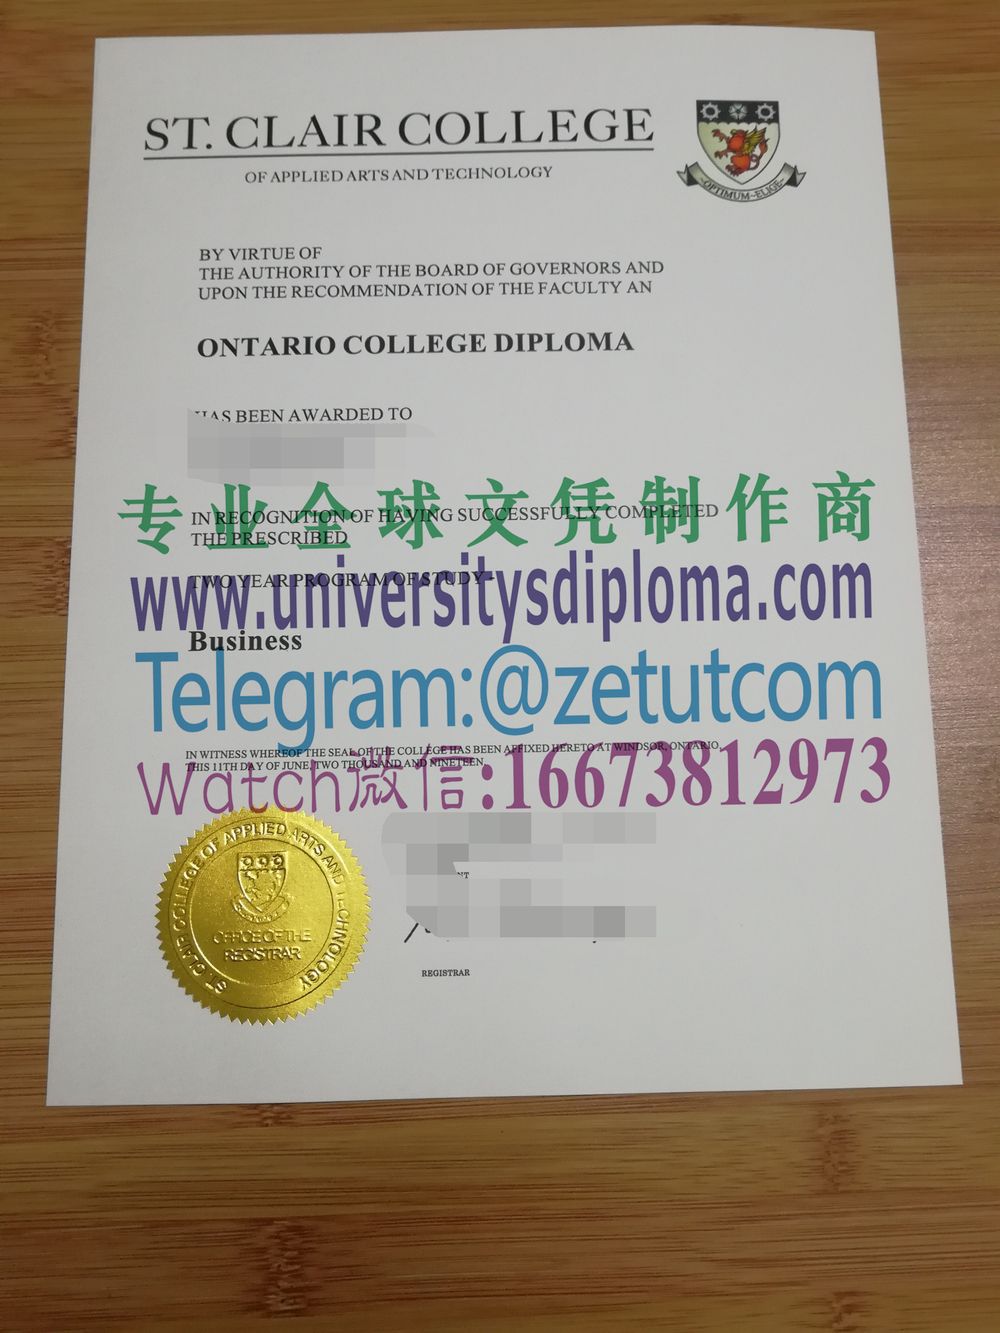 ST. CLAIR COLLEGE
OF APPLIED ARTS AND TECHNOLOGY
OPTIMUM ELIGE
BY VIRTUE OF
THE AUTHORITY OF THE BOARD OF GOVERNORS AND
UPON THE RECOMMENDATION OF THE FACULTY AN
ONTARIO COLLEGE DIPLOMA
HAS BEEN AWARDED TO
专业全球文凭制作商
IN RECOGNITION OF HAVING SUCCESSFULLY COMPLETED
THE PRESCRIBED
TWO YEAR PROGRAM OF STUDY -
www.universitysdiploma.com
Business
Telegram:@zetutcom
IN WITNESS WHEREOF THE SEAL OF THE COLLEGE HAS BEEN AFFIXED HERETO AT WINDSOR, ONTARIO,
THIS 11TH DAY OF JUNE, TWO THOUSAND AND NINETEEN.
Watch微信:16673812973
ST. CLAIR COLLEGE OF APPLIED ARTS AND TECHNOLOGY
OFFICE OF THE
REGISTRAR
REGISTRAR